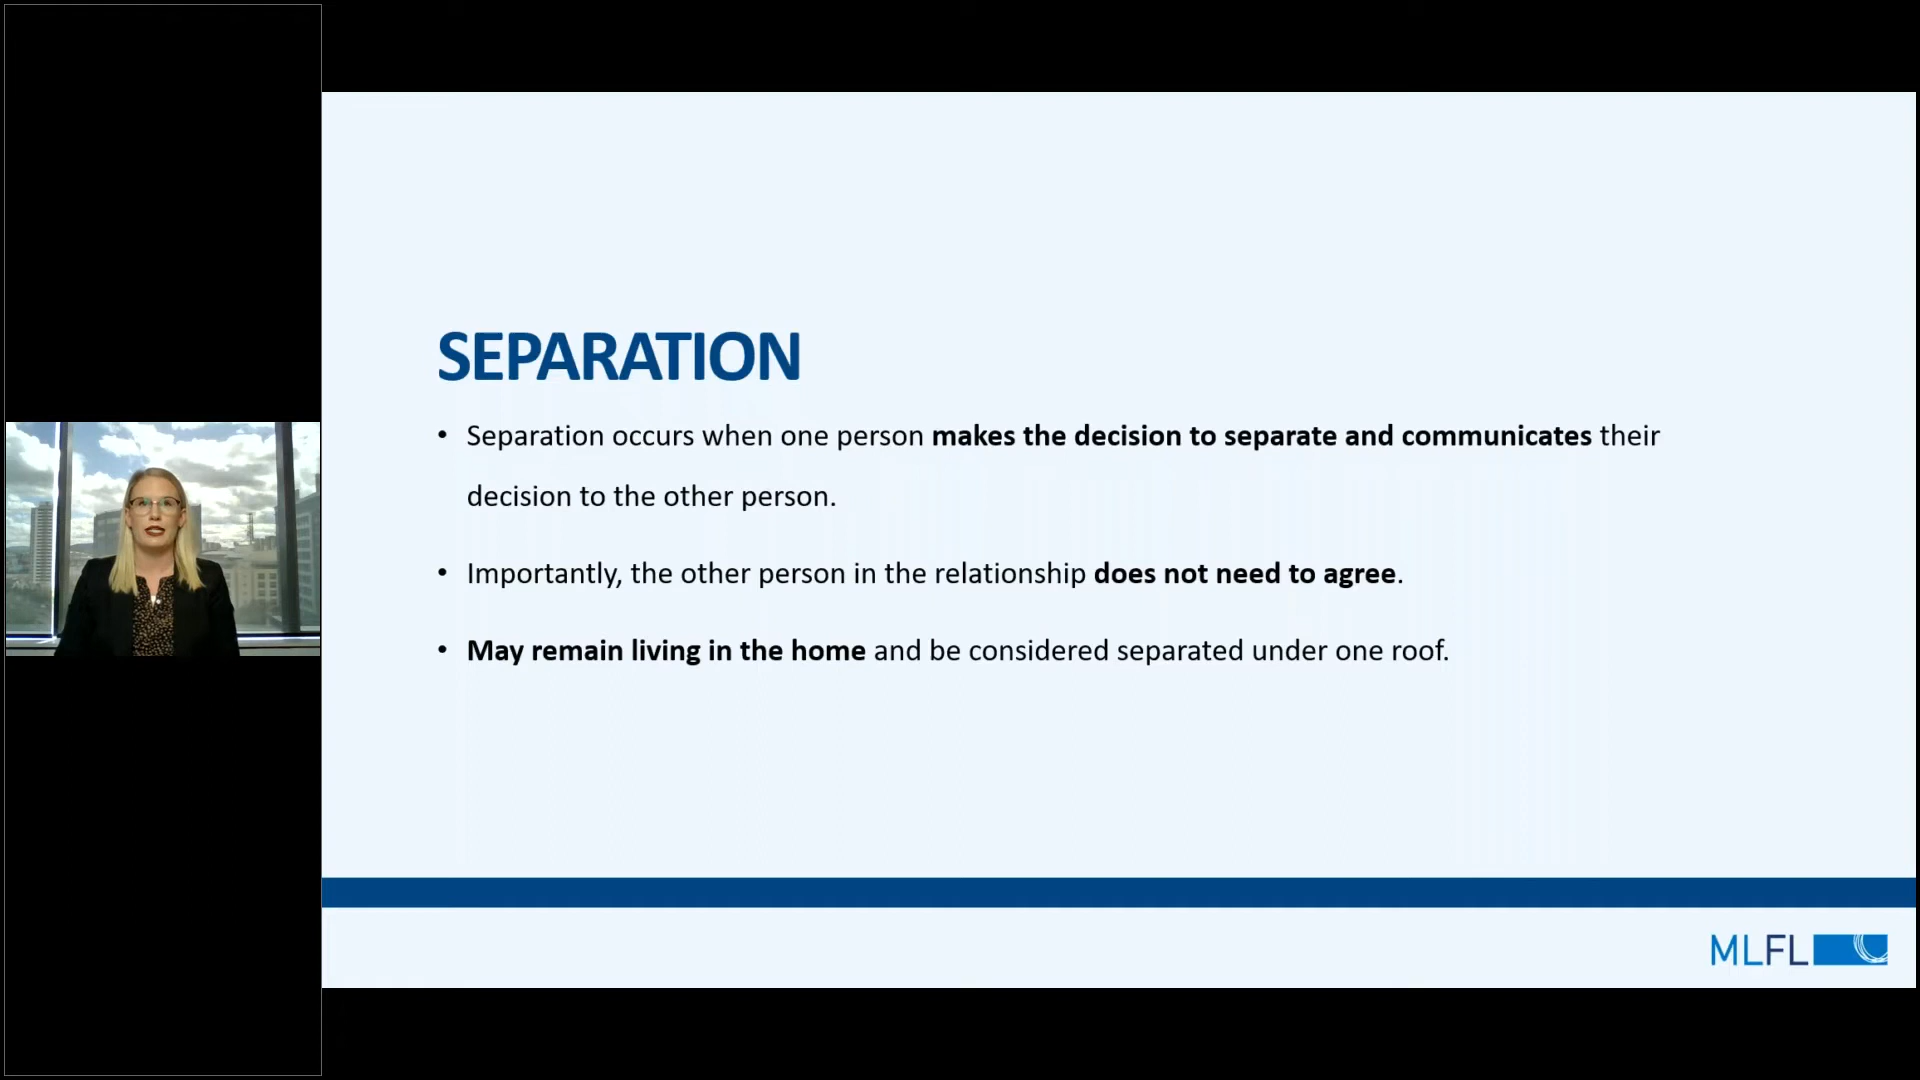 SEPARATION
• Separation occurs when one person makes the decision to separate and communicates their
decision to the other person.
• Importantly, the other person in the relationship does not need to agree.
• May remain living in the home and be considered separated under one roof.
MLFL